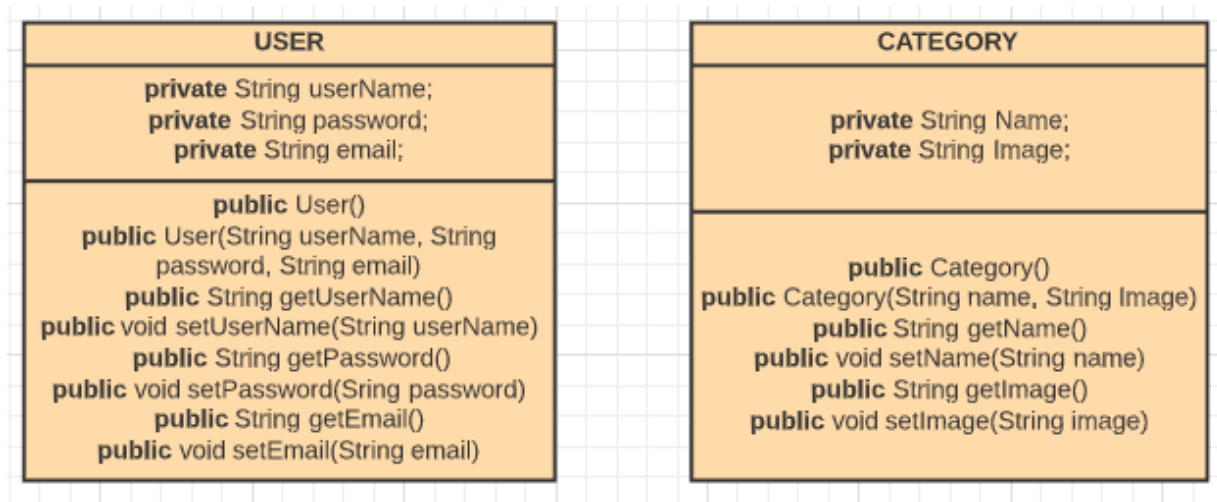 USER
private String userName;
private String password;
private String email;
public User()
public User(String userName, String
password, String email)
public String getUserName()
public void setUserName(String userName)
public String getPassword()
public void setPassword(Sring password)
public String getEmail()
public void setEmail(String email)
CATEGORY
private String Name;
private String Image;
public Category()
public Category(String name, String Image)
public String getName()
public void setName(String name)
public String getImage()
public void setImage(String image)